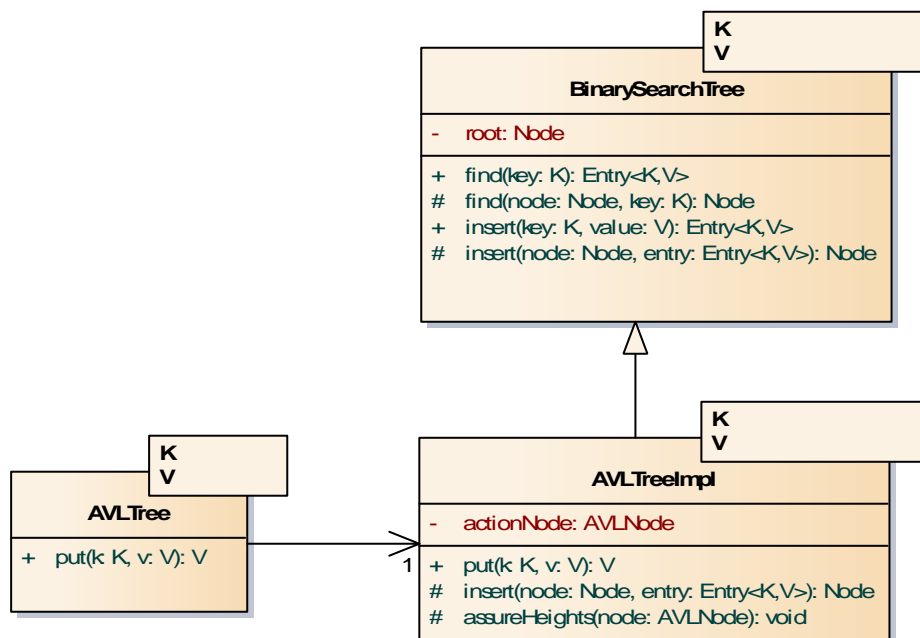 K
V
BinarySearchTree
- root: Node
+ find(key: K): Entry<K,V>
# find(node: Node, key: K): Node
+ insert(key: K, value: V): Entry<K,V>
# insert(node: Node, entry: Entry<K,V>): Node
K
V
AVLTree
+ put(k: K, v: V): V
1
K
V
AVLTreeImpl
- actionNode: AVLNode
+ put(k: K, v: V): V
# insert(node: Node, entry: Entry<K,V>): Node
# assureHeights(node: AVLNode): void